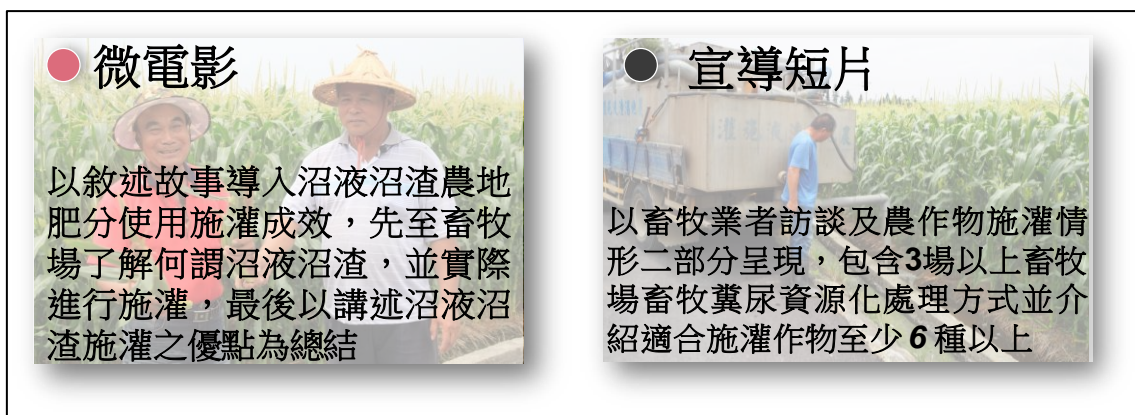 微電影
以敘述故事導入沼液沼渣農地
肥分使用施灌成效，先至畜牧
場了解何謂沼液沼渣，並實際
進行施灌，最後以講述沼液沼
渣施灌之優點為總結
宣導短片
以畜牧業者訪談及農作物施灌情
形二部分呈現，包含3場以上畜牧
場畜牧糞尿資源化處理方式並介
紹適合施灌作物至少6種以上